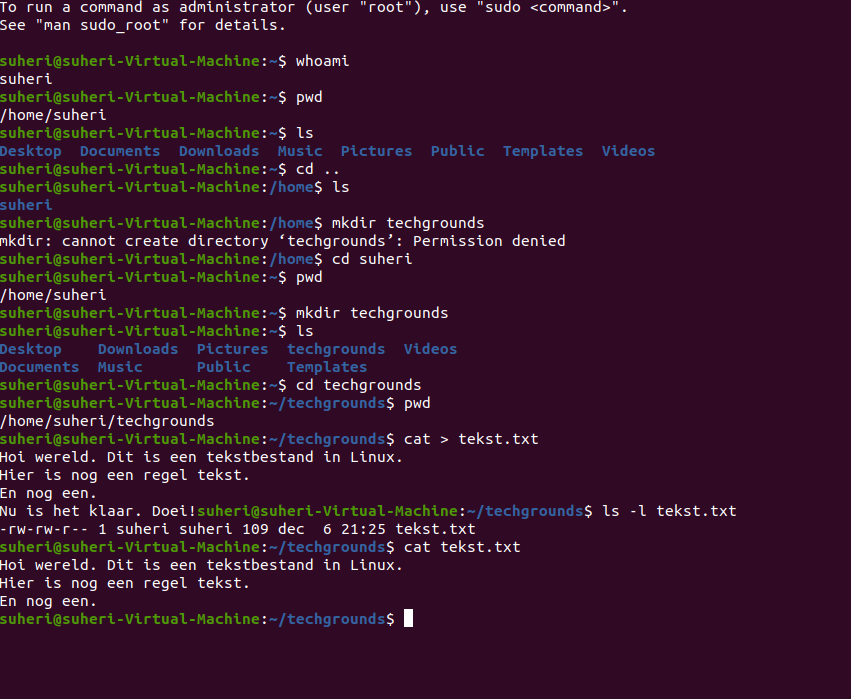 To run a command as administrator (user "root"), use "sudo <command>".
See "man sudo_root" for details.
suheri@suheri-Virtual-Machine:~$ whoami
suheri
suheri@suheri-Virtual-Machine:~$ pwd
/home/suheri
suheri@suheri-Virtual-Machine:~$ ls
Desktop  Documents  Downloads  Music  Pictures  Public  Templates  Videos
suheri@suheri-Virtual-Machine:~$ cd ..
suheri@suheri-Virtual-Machine:/home$ ls
suheri
suheri@suheri-Virtual-Machine:/home$ mkdir techgrounds
mkdir: cannot create directory ‘techgrounds’: Permission denied
suheri@suheri-Virtual-Machine:/home$ cd suheri
suheri@suheri-Virtual-Machine:~$ pwd
/home/suheri
suheri@suheri-Virtual-Machine:~$ mkdir techgrounds
suheri@suheri-Virtual-Machine:~$ ls
Desktop    Downloads  Pictures  techgrounds  Videos
Documents  Music      Public    Templates
suheri@suheri-Virtual-Machine:~$ cd techgrounds
suheri@suheri-Virtual-Machine:~/techgrounds$ pwd
/home/suheri/techgrounds
suheri@suheri-Virtual-Machine:~/techgrounds$ cat > tekst.txt
Hoi wereld. Dit is een tekstbestand in Linux.
Hier is nog een regel tekst.
En nog een.
Nu is het klaar. Doei!suheri@suheri-Virtual-Machine:~/techgrounds$ ls -l tekst.txt
-rw-rw-r-- 1 suheri suheri 109 dec  6 21:25 tekst.txt
suheri@suheri-Virtual-Machine:~/techgrounds$ cat tekst.txt
Hoi wereld. Dit is een tekstbestand in Linux.
Hier is nog een regel tekst.
En nog een.
suheri@suheri-Virtual-Machine:~/techgrounds$